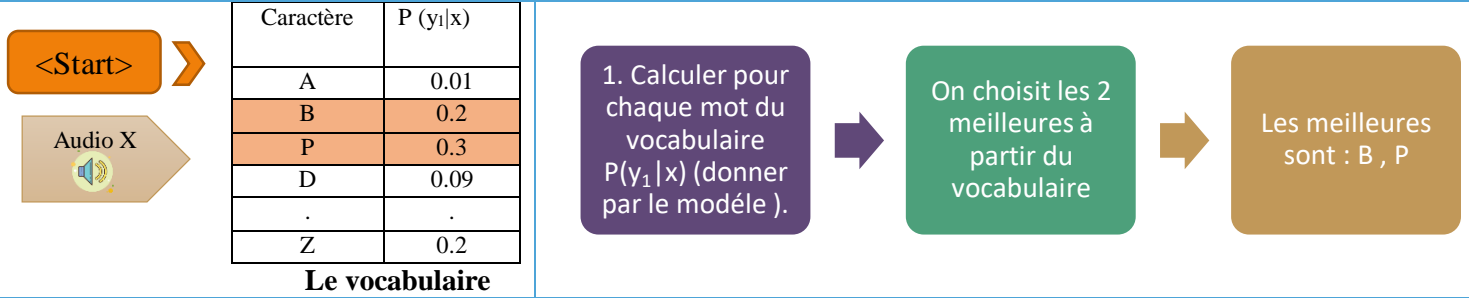 <Start>
Audio X
Caractère P (y₁|x)
A 0.01
B 0.2
P 0.3
D 0.09
. .
Z 0.2
Le vocabulaire
1. Calculer pour
chaque mot du
vocabulaire
P(y₁|x) (donner
par le modéle ).
On choisit les 2
meilleures à
partir du
vocabulaire
Les meilleures
sont : B , P